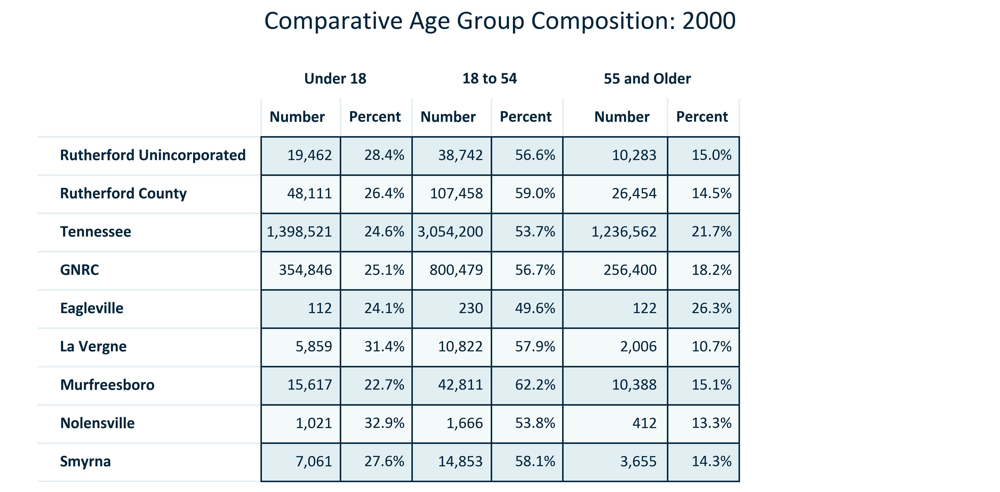 Comparative Age Group Composition: 2000
Under 18 18 to 54 55 and Older
Number Percent Number Percent Number Percent
Rutherford Unincorporated 19,462 28.4% 38,742 56.6% 10,283 15.0%
Rutherford County 48,111 26.4% 107,458 59.0% 26,454 14.5%
Tennessee 1,398,521 24.6% 3,054,200 53.7% 1,236,562 21.7%
GNRC 354,846 25.1% 800,479 56.7% 256,400 18.2%
Eagleville 112 24.1% 230 49.6% 122 26.3%
La Vergne 5,859 31.4% 10,822 57.9% 2,006 10.7%
Murfreesboro 15,617 22.7% 42,811 62.2% 10,388 15.1%
Nolensville 1,021 32.9% 1,666 53.8% 412 13.3%
Smyrna 7,061 27.6% 14,853 58.1% 3,655 14.3%